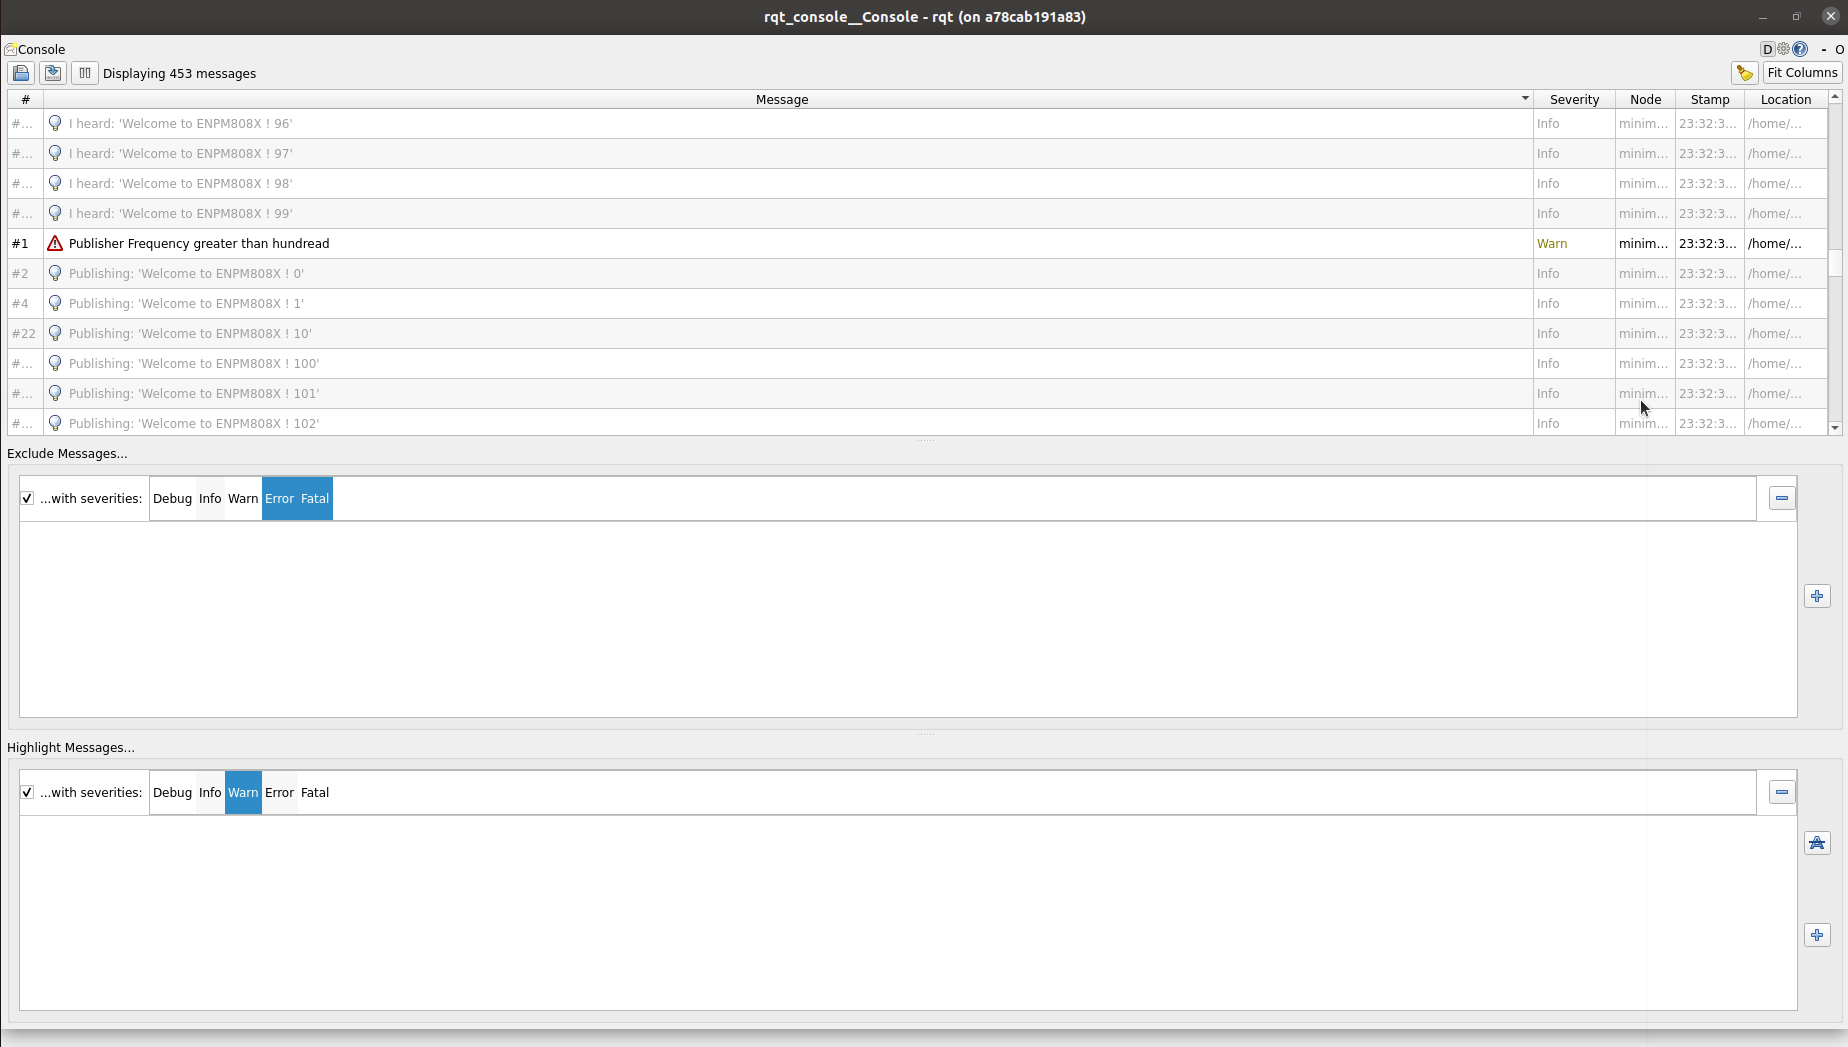 rqt_console__Console - rqt (on a78cab191a83)
Console D - O
Displaying 453 messages Fit Columns
# Message Severity Node Stamp Location
#... I heard: 'Welcome to ENPM808X ! 96' Info minim... 23:32:3... /home/...
#... I heard: 'Welcome to ENPM808X ! 97' Info minim... 23:32:3... /home/...
#... I heard: 'Welcome to ENPM808X ! 98' Info minim... 23:32:3... /home/...
#... I heard: 'Welcome to ENPM808X ! 99' Info minim... 23:32:3... /home/...
#1 Publisher Frequency greater than hundread Warn minim... 23:32:3... /home/...
#2 Publishing: 'Welcome to ENPM808X ! 0' Info minim... 23:32:3... /home/...
#4 Publishing: 'Welcome to ENPM808X ! 1' Info minim... 23:32:3... /home/...
#22 Publishing: 'Welcome to ENPM808X ! 10' Info minim... 23:32:3... /home/...
#... Publishing: 'Welcome to ENPM808X ! 100' Info minim... 23:32:3... /home/...
#... Publishing: 'Welcome to ENPM808X ! 101' Info minim... 23:32:3... /home/...
#... Publishing: 'Welcome to ENPM808X ! 102' Info minim... 23:32:3... /home/...
Exclude Messages...
...with severities: Debug Info Warn Error Fatal
Highlight Messages...
...with severities: Debug Info Warn Error Fatal